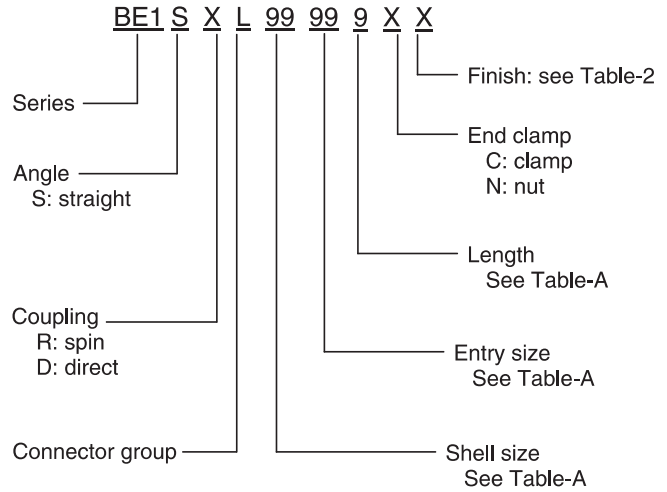 BE1 S X L 99 99 9 X X
Finish: see Table-2
Series
End clamp
C: clamp
N: nut
Angle
S: straight
Length
See Table-A
Coupling
R: spin
D: direct
Entry size
See Table-A
Connector group
Shell size
See Table-A